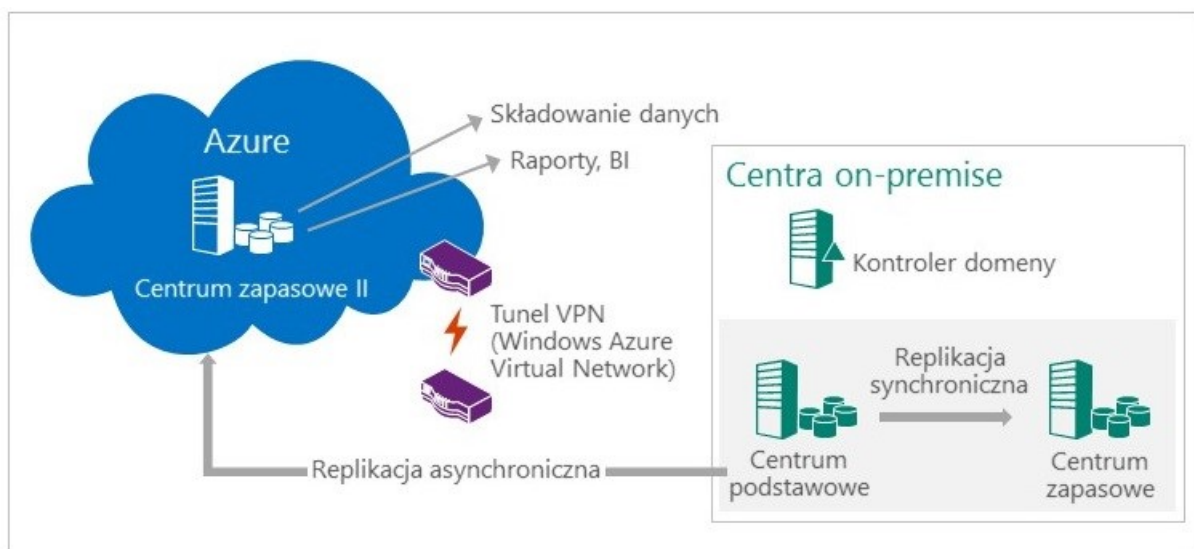 Azure
Centrum zapasowe II
Składowanie danych
Raporty, BI
Tunel VPN
(Windows Azure
Virtual Network)
Replikacja asynchroniczna
Centra on-premise
Kontroler domeny
Replikacja
synchroniczna
Centrum
podstawowe
Centrum
zapasowe